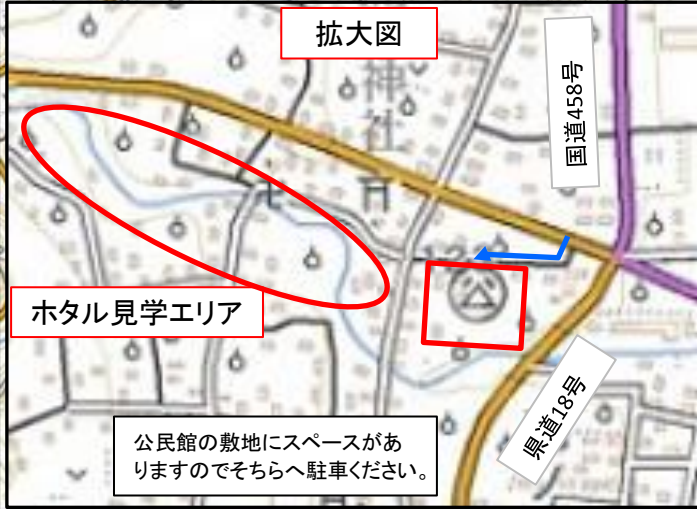 拡大図
神社
国道458号
ホタル見学エリア
県道18号
公民館の敷地にスペースがあ
りますのでそちらへ駐車ください。